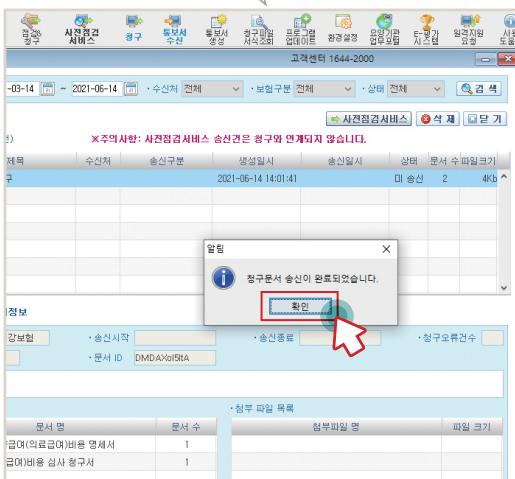 점검&
청구
사전점검
서비스
청구
통보서
수신
통보서
생성
청구파일
서식조회
프로그램
업데이트
환경설정
요양기관
업무포털
E-평가
시스템
원격지원
요청
고객센터 1644-2000
-03-14 ~ 2021-06-14 · 수신처 전체 · 보험구분 전체 · 상태 전체 검 색
사전점검서비스 삭 제 닫 기
※주의사항: 사전점검서비스 송신건은 청구와 연계되지 않습니다.
제목 수신처 송신구분 생성일시 송신일시 상태 문서 수 파일크기
구 2021-06-14 14:01:41 미 송신 2 4Kb
알림
청구문서 송신이 완료되었습니다.
확인
정보
강보험 · 송신시작 · 송신종료 · 청구오류건수
· 문서 ID DMDAXol5ItA
· 첨부 파일 목록
문서 명 문서 수 첨부파일 명 파일 크기
급여(의료급여)비용 명세서 1
급여)비용 심사 청구서 1